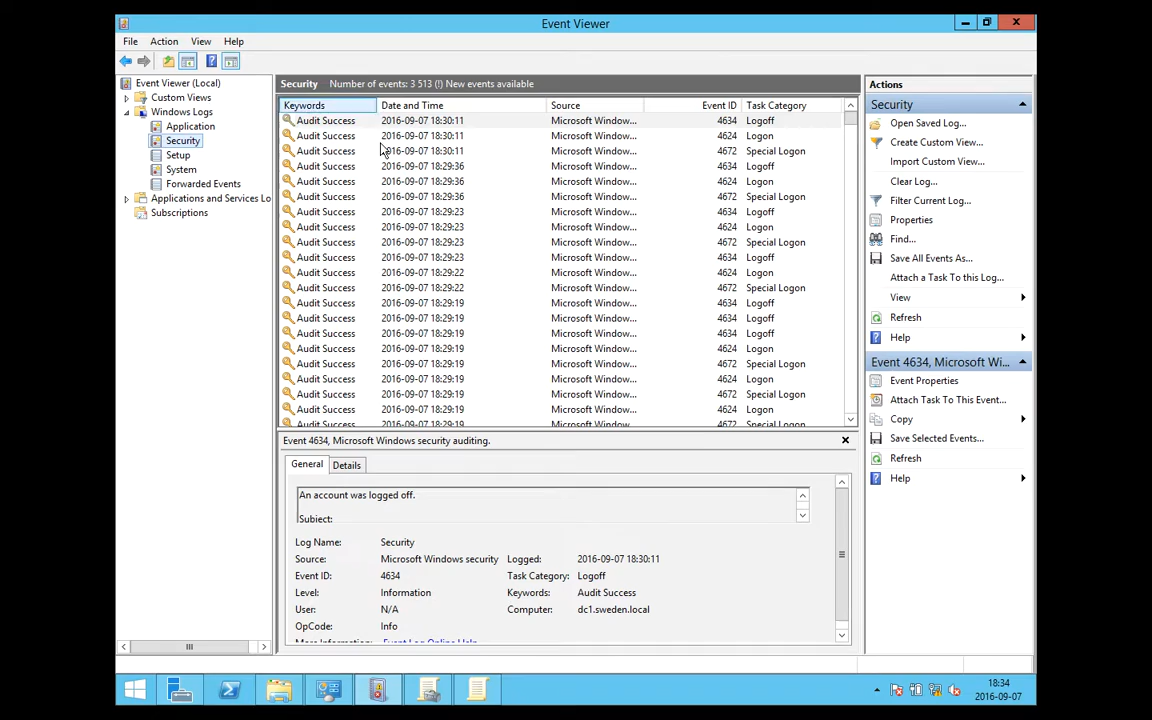 Event Viewer
File Action View Help
Event Viewer (Local)
Custom Views
Windows Logs
Application
Security
Setup
System
Forwarded Events
Applications and Services Lo
Subscriptions
Security Number of events: 3 513 (!) New events available
Keywords Date and Time Source Event ID Task Category
Audit Success 2016-09-07 18:30:11 Microsoft Window... 4634 Logoff
Audit Success 2016-09-07 18:30:11 Microsoft Window... 4624 Logon
Audit Success 2016-09-07 18:30:11 Microsoft Window... 4672 Special Logon
Audit Success 2016-09-07 18:29:36 Microsoft Window... 4634 Logoff
Audit Success 2016-09-07 18:29:36 Microsoft Window... 4624 Logon
Audit Success 2016-09-07 18:29:36 Microsoft Window... 4672 Special Logon
Audit Success 2016-09-07 18:29:23 Microsoft Window... 4634 Logoff
Audit Success 2016-09-07 18:29:23 Microsoft Window... 4624 Logon
Audit Success 2016-09-07 18:29:23 Microsoft Window... 4672 Special Logon
Audit Success 2016-09-07 18:29:23 Microsoft Window... 4634 Logoff
Audit Success 2016-09-07 18:29:22 Microsoft Window... 4624 Logon
Audit Success 2016-09-07 18:29:22 Microsoft Window... 4672 Special Logon
Audit Success 2016-09-07 18:29:19 Microsoft Window... 4634 Logoff
Audit Success 2016-09-07 18:29:19 Microsoft Window... 4634 Logoff
Audit Success 2016-09-07 18:29:19 Microsoft Window... 4634 Logoff
Audit Success 2016-09-07 18:29:19 Microsoft Window... 4624 Logon
Audit Success 2016-09-07 18:29:19 Microsoft Window... 4672 Special Logon
Audit Success 2016-09-07 18:29:19 Microsoft Window... 4624 Logon
Audit Success 2016-09-07 18:29:19 Microsoft Window... 4672 Special Logon
Audit Success 2016-09-07 18:29:19 Microsoft Window... 4624 Logon
Audit Success 2016-09-07 18:29:19 Microsoft Window... 4672 Special Logon
Event 4634, Microsoft Windows security auditing.
General Details
An account was logged off.
Subject:
Log Name: Security
Source: Microsoft Windows security Logged: 2016-09-07 18:30:11
Event ID: 4634 Task Category: Logoff
Level: Information Keywords: Audit Success
User: N/A Computer: dc1.sweden.local
OpCode: Info
More Information: Event Log Online Help
Actions
Security
Open Saved Log...
Create Custom View...
Import Custom View...
Clear Log...
Filter Current Log...
Properties
Find...
Save All Events As...
Attach a Task To this Log...
View
Refresh
Help
Event 4634, Microsoft Wi...
Event Properties
Attach Task To This Event...
Copy
Save Selected Events...
Refresh
Help
18:34
2016-09-07